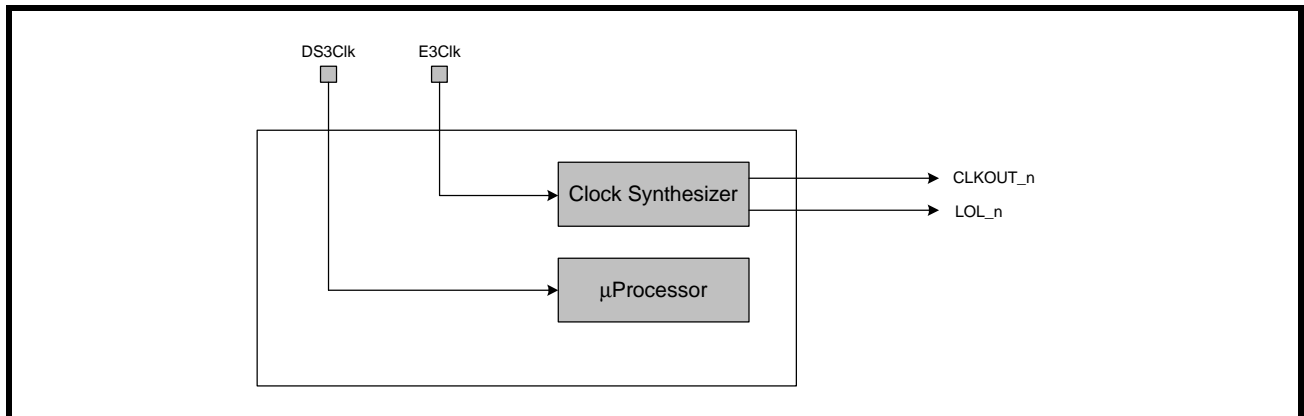 DS3Clk
E3Clk
Clock Synthesizer
CLKOUT_n
LOL_n
μProcessor